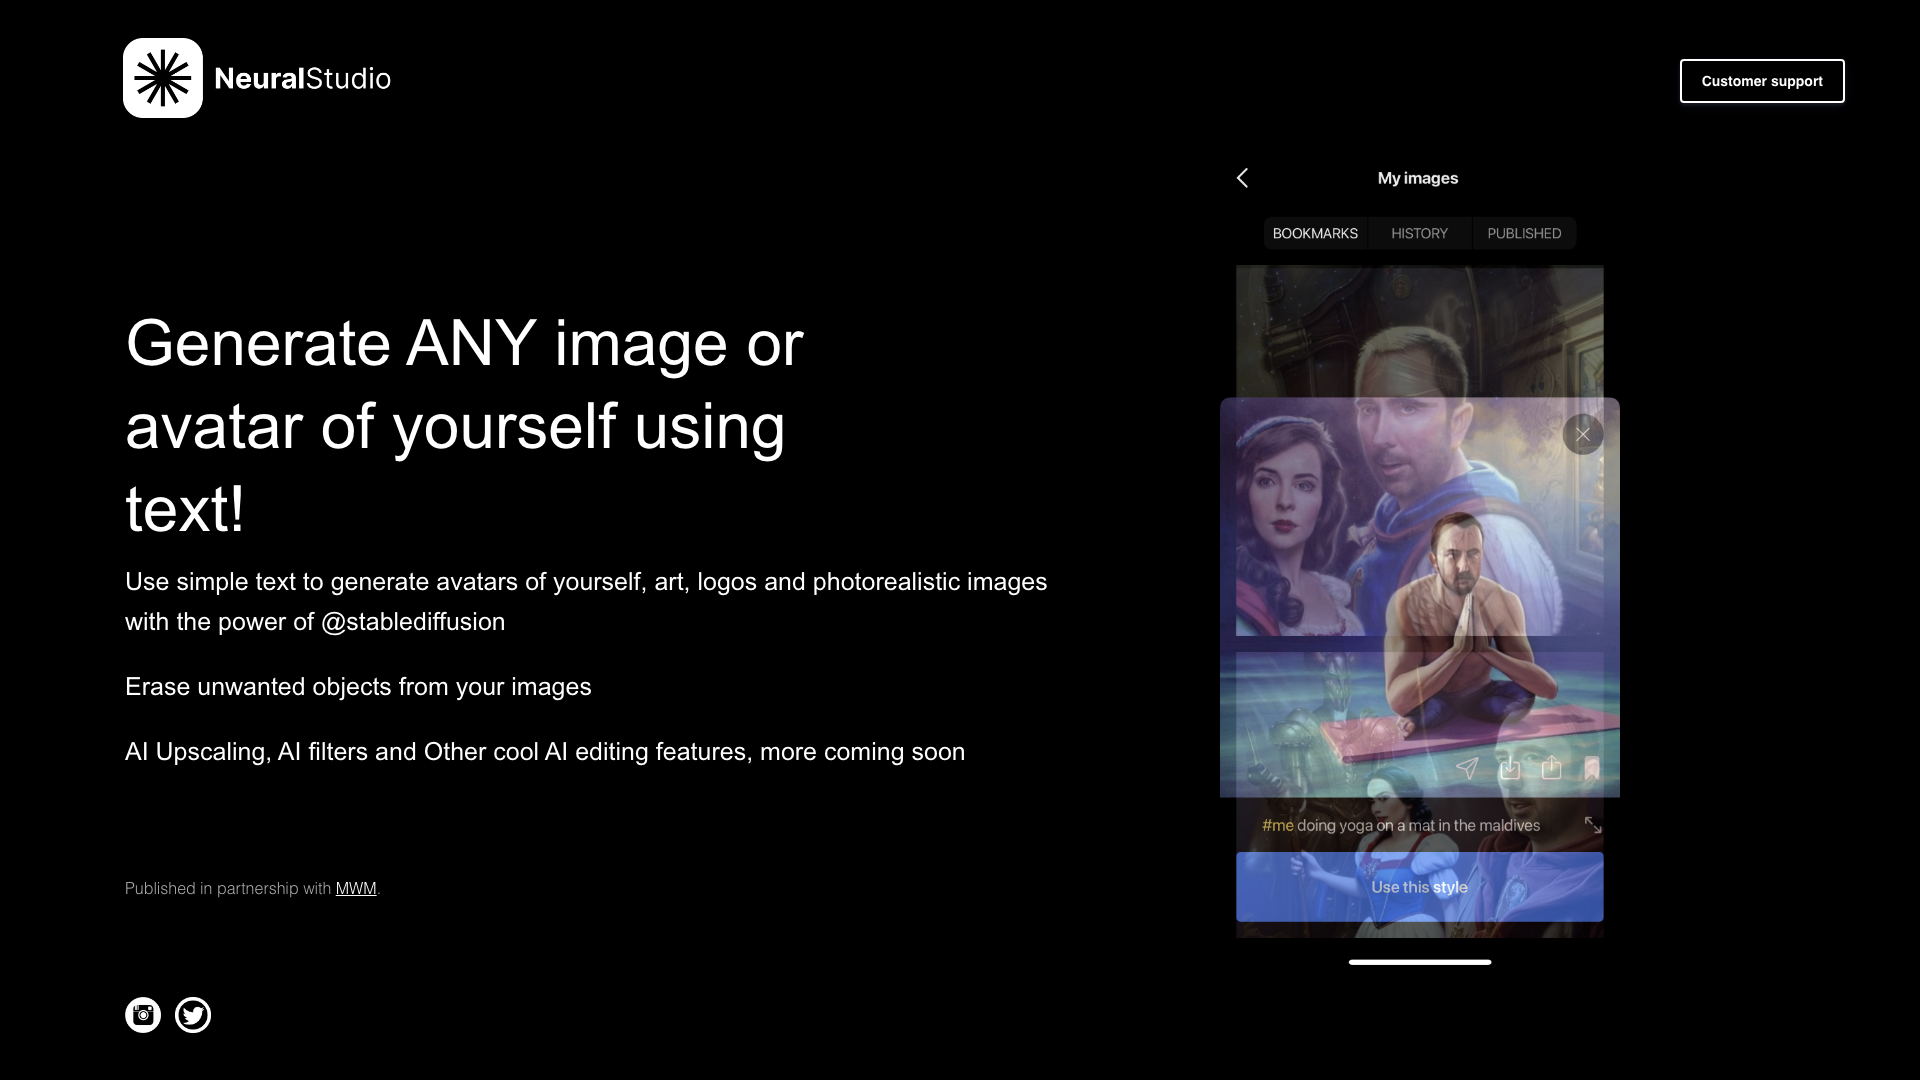 NeuralStudio
Customer support
Generate ANY image or
avatar of yourself using
text!
Use simple text to generate avatars of yourself, art, logos and photorealistic images
with the power of @stablediffusion
Erase unwanted objects from your images
AI Upscaling, AI filters and Other cool AI editing features, more coming soon
Published in partnership with MWM.
My images
BOOKMARKS HISTORY PUBLISHED
#me doing yoga on a mat in the maldives
Use this style